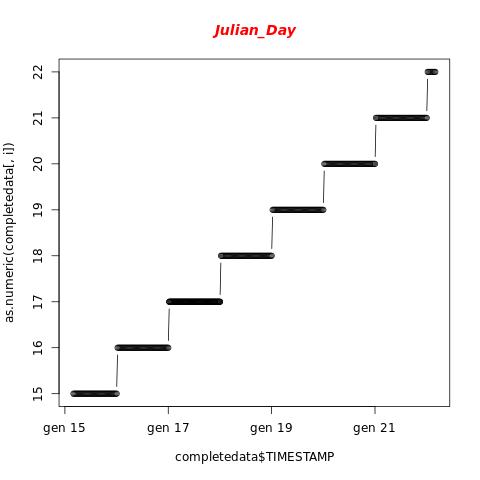 Julian_Day
as.numeric(completedata[, i])
22
21
20
19
18
17
16
15
gen 15 gen 17 gen 19 gen 21
completedata$TIMESTAMP